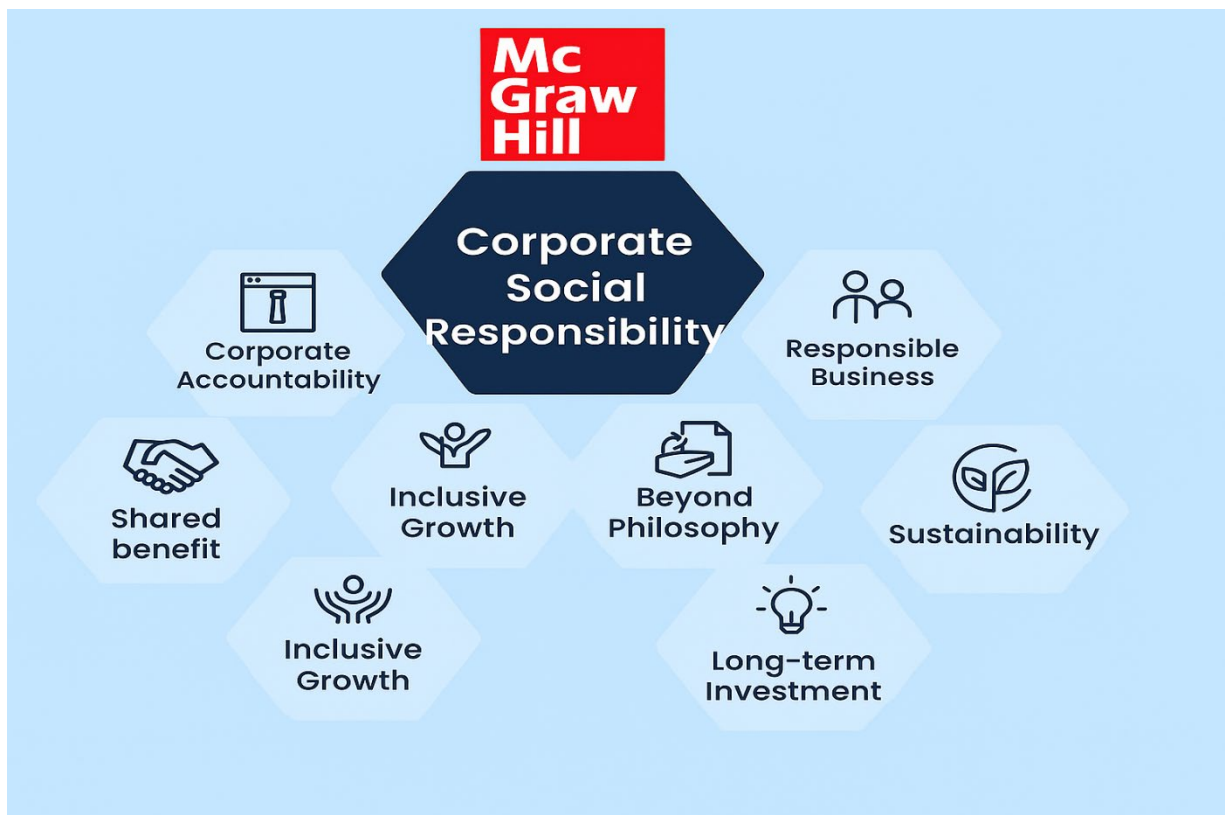 Mc
Graw
Hill
Corporate
Social
Responsibility
Corporate
Accountability
Responsible
Business
Shared
benefit
Inclusive
Growth
Beyond
Philosophy
Sustainability
Inclusive
Growth
Long-term
Investment